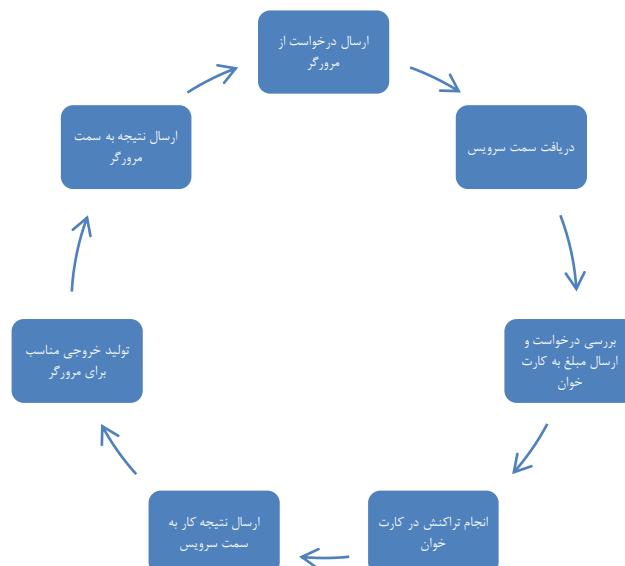 ارسال درخواست از
مرورگر
دریافت سمت سرویس
بررسی درخواست و
ارسال مبلغ به کارت
خوان
انجام تراکنش در کارت
خوان
ارسال نتیجه کار به
سمت سرویس
تولید خروجی مناسب
برای مرورگر
ارسال نتیجه به سمت
مرورگر